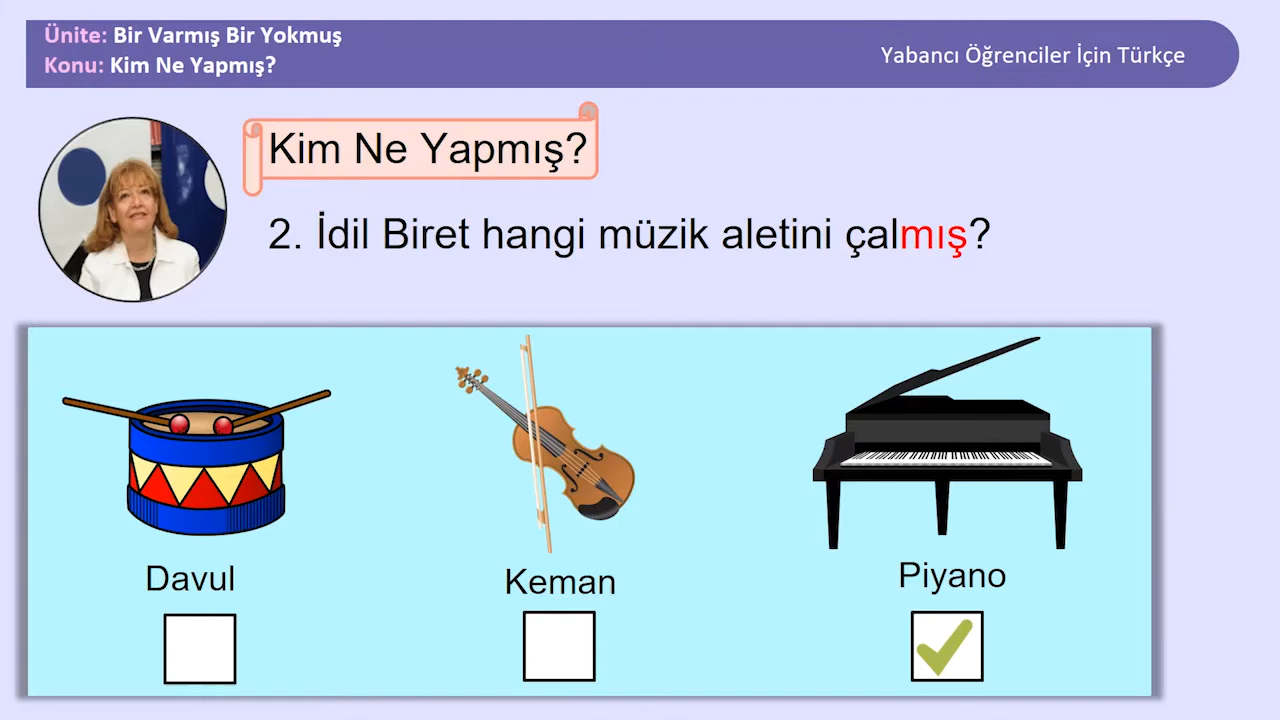 Ünite: Bir Varmış Bir Yokmuş
Konu: Kim Ne Yapmış?
Yabancı Öğrenciler İçin Türkçe
Kim Ne Yapmış?
2. İdil Biret hangi müzik aletini çalmış?
Davul
Keman
Piyano